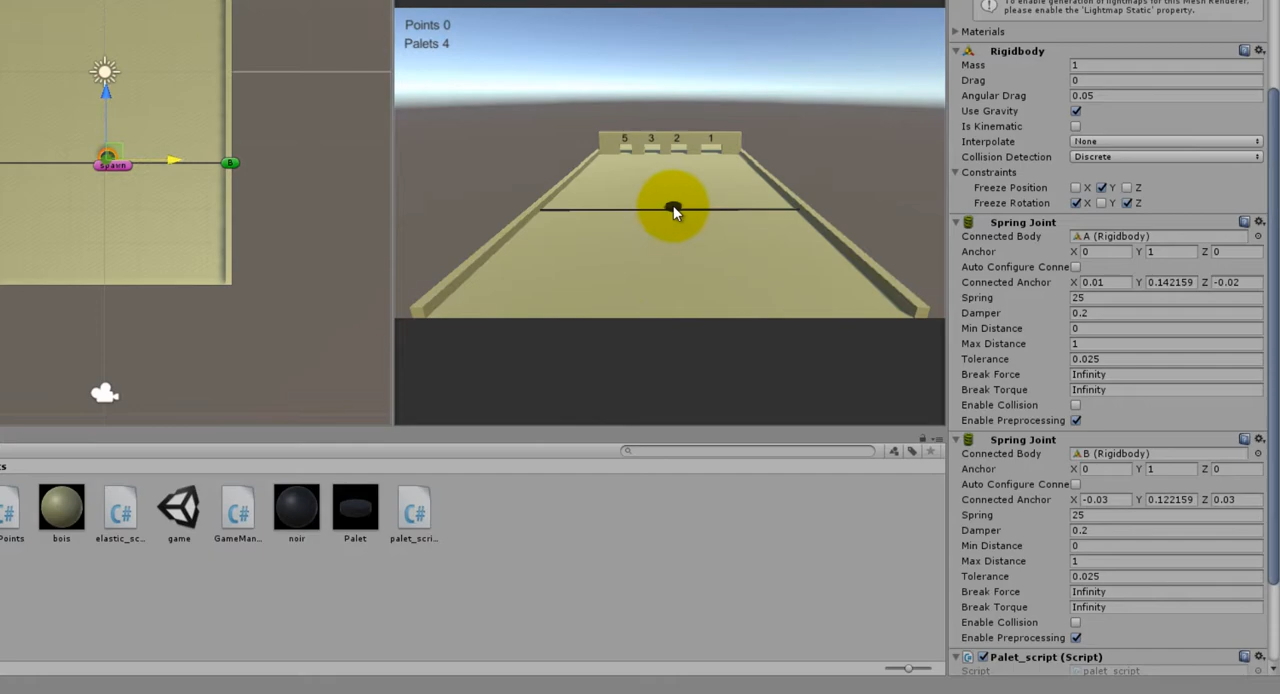 To enable generation of lightmaps for this Mesh Renderer,
please enable the 'Lightmap Static' property.
Materials
Rigidbody
Mass 1
Drag 0
Angular Drag 0.05
Use Gravity
Is Kinematic
Interpolate None
Collision Detection Discrete
Constraints
Freeze Position X Y Z
Freeze Rotation X Y Z
Spring Joint
Connected Body A (Rigidbody)
Anchor X 0 Y 1 Z 0
Auto Configure Conne
Connected Anchor X 0.01 Y 0.142159 Z -0.02
Spring 25
Damper 0.2
Min Distance 0
Max Distance 1
Tolerance 0.025
Break Force Infinity
Break Torque Infinity
Enable Collision
Enable Preprocessing
Spring Joint
Connected Body B (Rigidbody)
Anchor X 0 Y 1 Z 0
Auto Configure Conne
Connected Anchor X -0.03 Y 0.122159 Z 0.03
Spring 25
Damper 0.2
Min Distance 0
Max Distance 1
Tolerance 0.025
Break Force Infinity
Break Torque Infinity
Enable Collision
Enable Preprocessing
Palet_script (Script)
Script palet_script
Points 0
Palets 4
5 3 2 1
spawn
B
ts
C# C# C# C#
Points bois elastic_sc... game GameMan... noir Palet palet_scri...